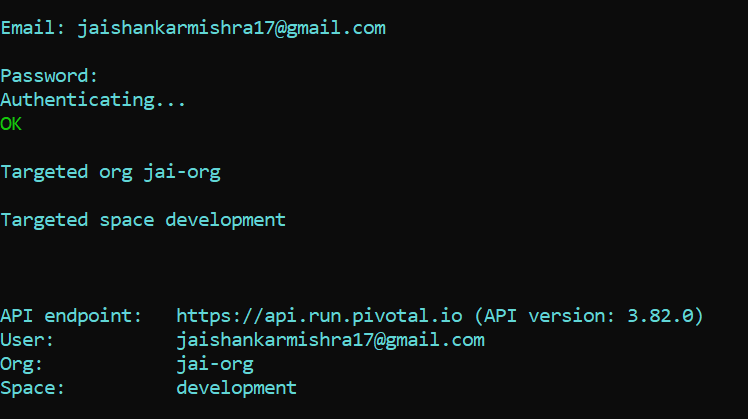 Email: jaishankarmishra17@gmail.com
Password:
Authenticating...
OK
Targeted org jai-org
Targeted space development
API endpoint: https://api.run.pivotal.io (API version: 3.82.0)
User: jaishankarmishra17@gmail.com
Org: jai-org
Space: development